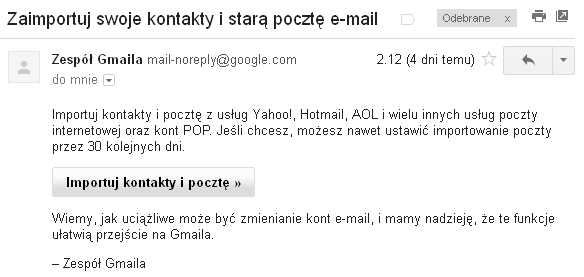 Zaimportuj swoje kontakty i starą pocztę e-mail
Odebrane x
Zespół Gmaila mail-noreply@google.com 2.12 (4 dni temu)
do mnie
Importuj kontakty i pocztę z usług Yahoo!, Hotmail, AOL i wielu innych usług poczty
internetowej oraz kont POP. Jeśli chcesz, możesz nawet ustawić importowanie poczty
przez 30 kolejnych dni.
Importuj kontakty i pocztę »
Wiemy, jak uciążliwe może być zmienianie kont e-mail, i mamy nadzieję, że te funkcje
ułatwią przejście na Gmaila.
– Zespół Gmaila